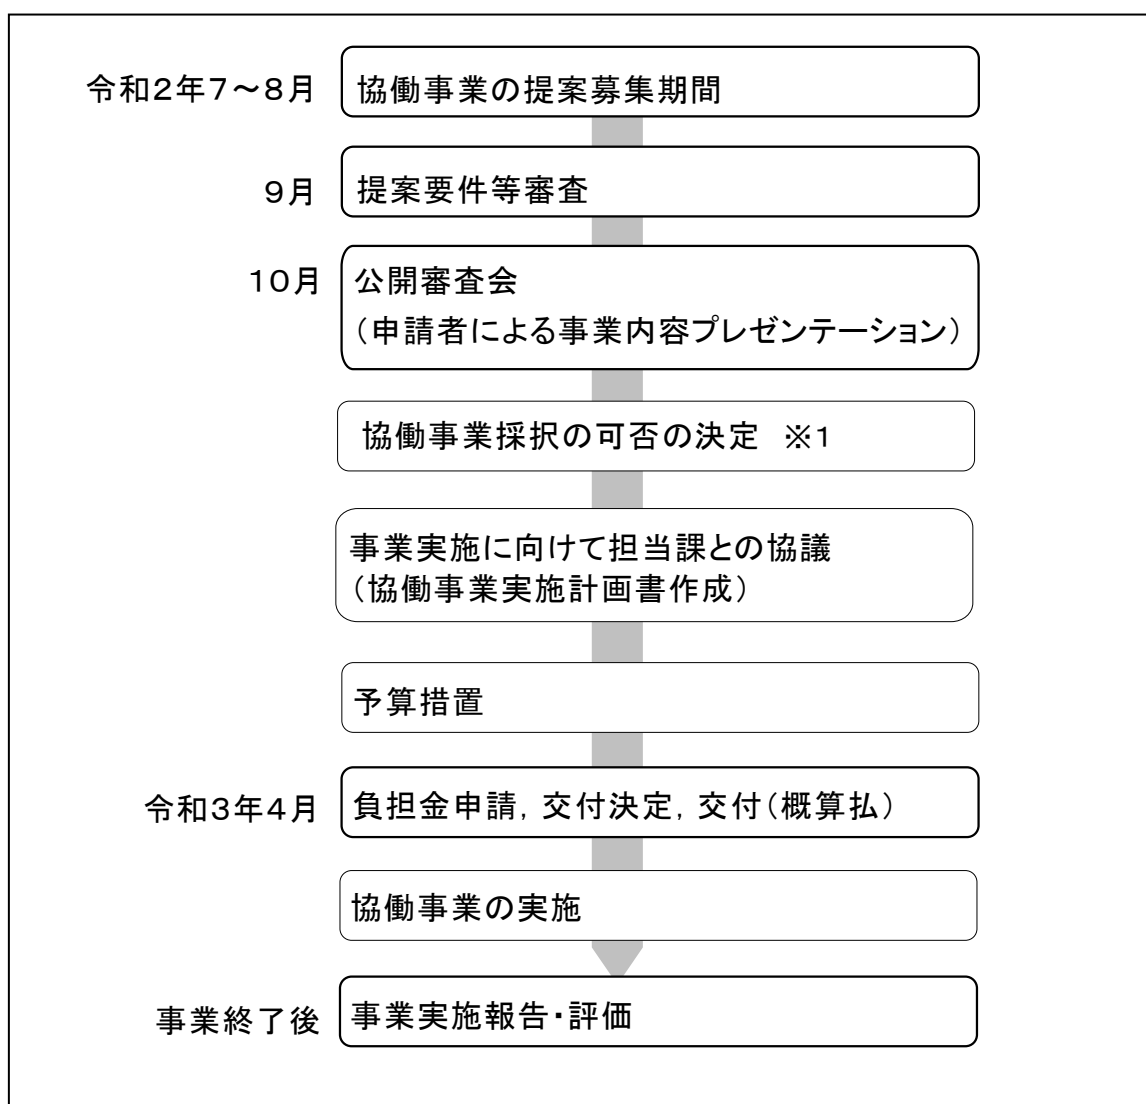 令和2年7~8月 協働事業の提案募集期間
9月 提案要件等審査
10月 公開審査会
(申請者による事業内容プレゼンテーション)
協働事業採択の可否の決定 ※1
事業実施に向けて担当課との協議
(協働事業実施計画書作成)
予算措置
令和3年4月 負担金申請,交付決定,交付(概算払)
協働事業の実施
事業終了後 事業実施報告・評価